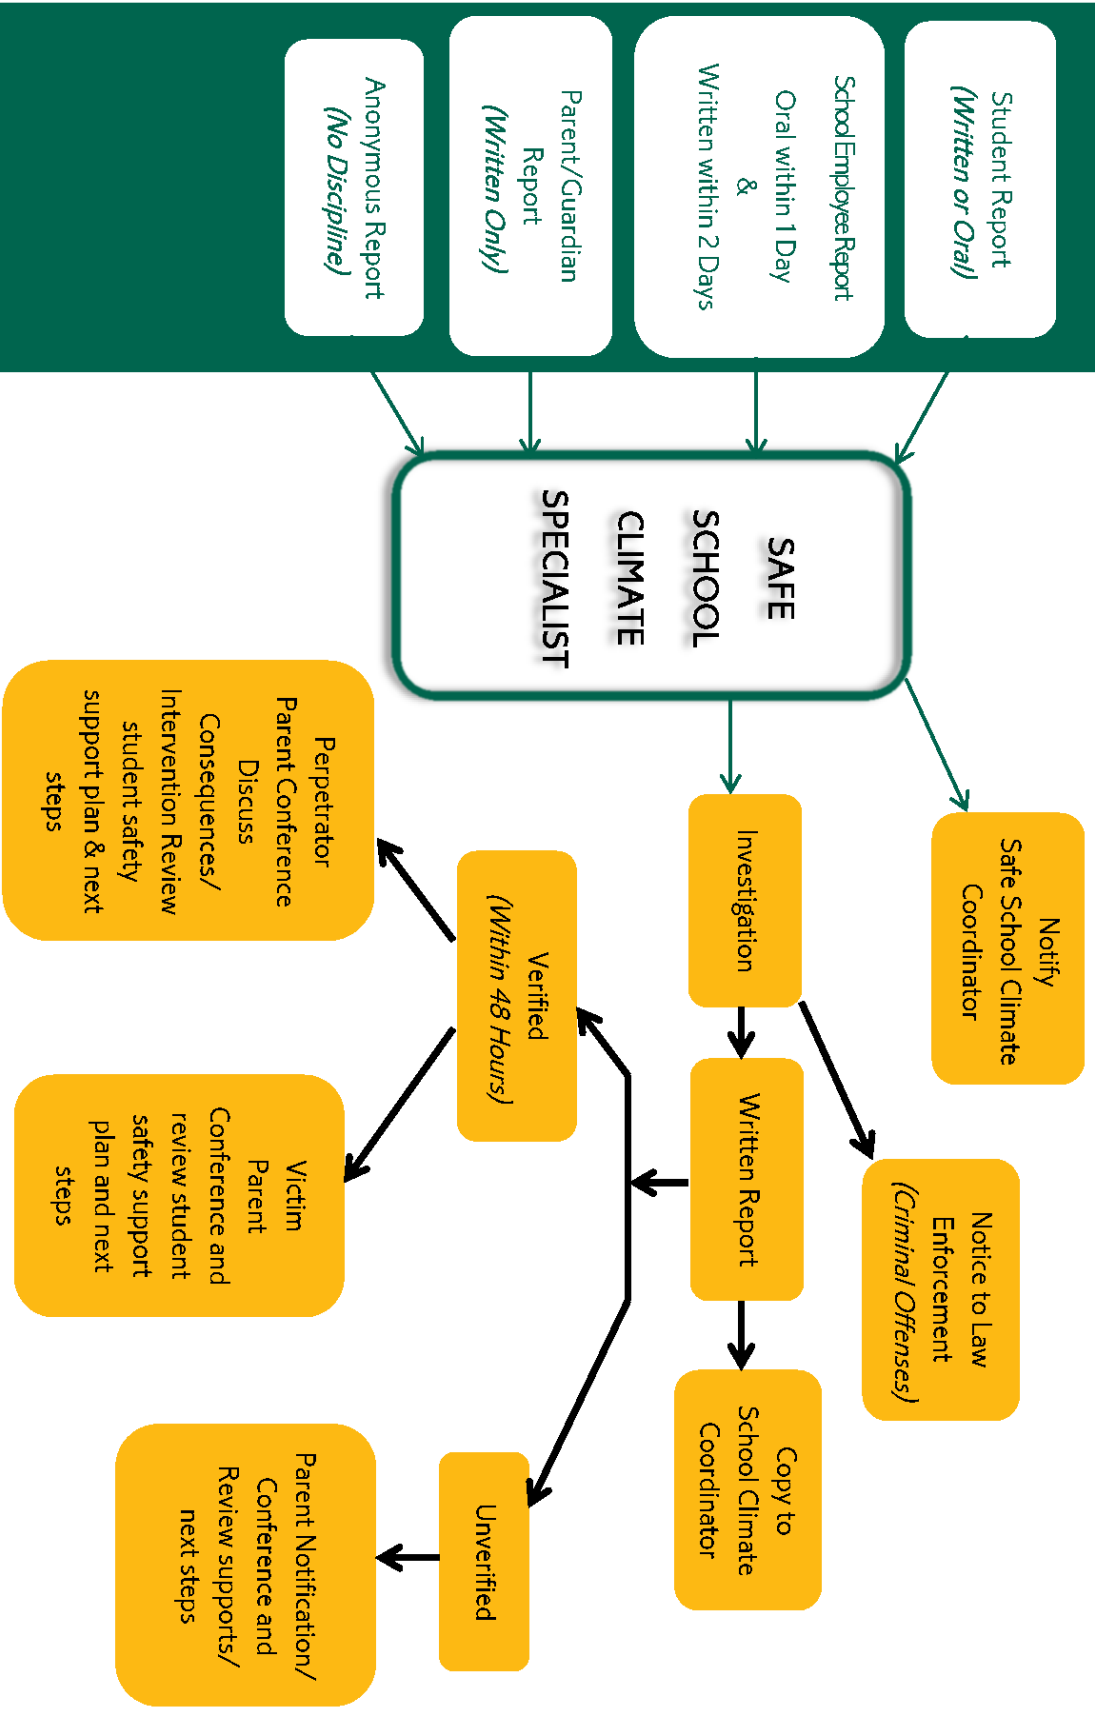 Student Report
(Written or Oral)
School Employee Report
Oral within 1 Day
&
Written within 2 Days
Parent/Guardian
Report
(Written Only)
Anonymous Report
(No Discipline)
SAFE
SCHOOL
CLIMATE
SPECIALIST
Notify
Safe School Climate
Coordinator
Investigation
Notice to Law
Enforcement
(Criminal Offenses)
Written Report
Copy to
School Climate
Coordinator
Verified
(Within 48 Hours)
Unverified
Perpetrator
Parent Conference
Discuss
Consequences/
Intervention Review
student safety
support plan & next
steps
Victim
Parent
Conference and
review student
safety support
plan and next
steps
Parent Notification/
Conference and
Review supports/
next steps